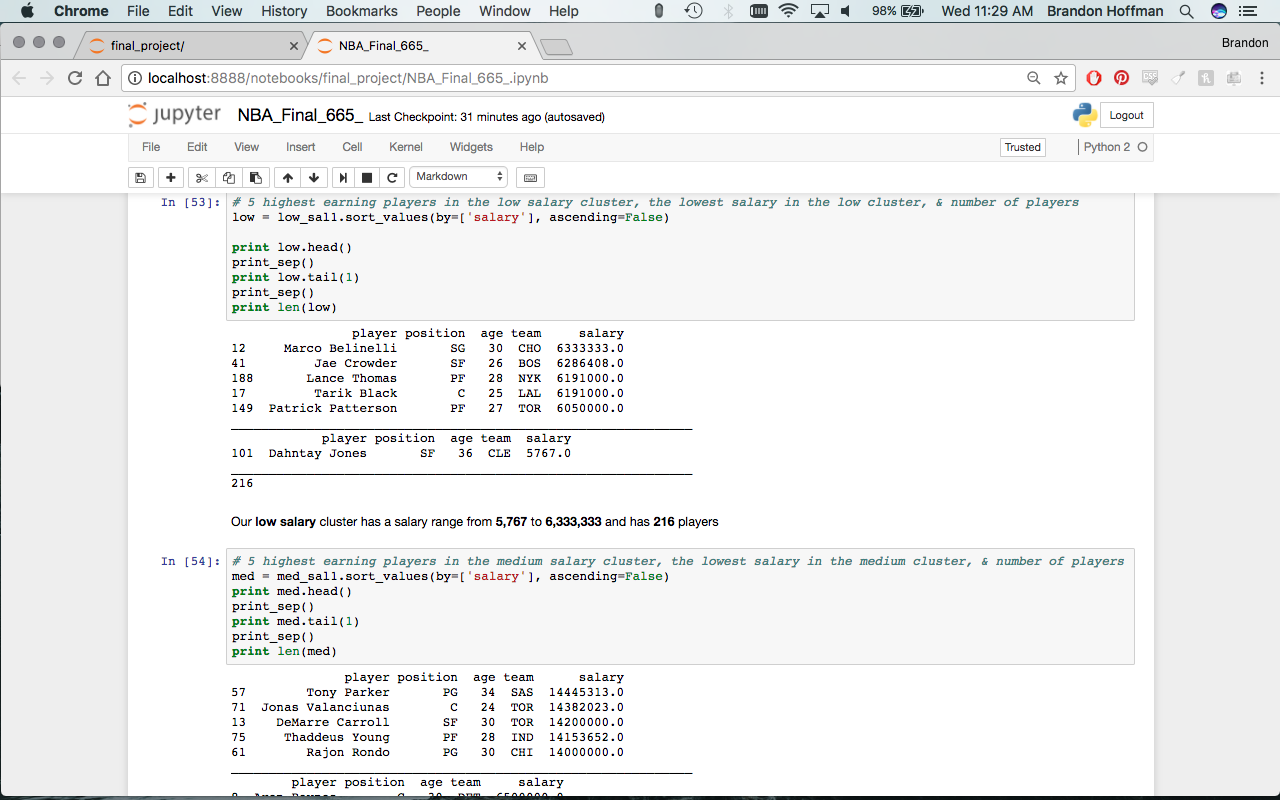 Chrome File Edit View History Bookmarks People Window Help 98% Wed 11:29 AM Brandon Hoffman
final_project/ NBA_Final_665_ Brandon
localhost:8888/notebooks/final_project/NBA_Final_665_.ipynb
jupyter NBA_Final_665_ Last Checkpoint: 31 minutes ago (autosaved) Logout
File Edit View Insert Cell Kernel Widgets Help Trusted Python 2
Markdown
In [53]: # 5 highest earning players in the low salary cluster, the lowest salary in the low cluster, & number of players
low = low_sall.sort_values(by=['salary'], ascending=False)
print low.head()
print_sep()
print low.tail(1)
print_sep()
print len(low)
player position age team salary
12 Marco Belinelli SG 30 CHO 6333333.0
41 Jae Crowder SF 26 BOS 6286408.0
188 Lance Thomas PF 28 NYK 6191000.0
17 Tarik Black C 25 LAL 6191000.0
149 Patrick Patterson PF 27 TOR 6050000.0
player position age team salary
101 Dahntay Jones SF 36 CLE 5767.0
216
Our low salary cluster has a salary range from 5,767 to 6,333,333 and has 216 players
In [54]: # 5 highest earning players in the medium salary cluster, the lowest salary in the medium cluster, & number of players
med = med_sall.sort_values(by=['salary'], ascending=False)
print med.head()
print_sep()
print med.tail(1)
print_sep()
print len(med)
player position age team salary
57 Tony Parker PG 34 SAS 14445313.0
71 Jonas Valanciunas C 24 TOR 14382023.0
13 DeMarre Carroll SF 30 TOR 14200000.0
75 Thaddeus Young PF 28 IND 14153652.0
61 Rajon Rondo PG 30 CHI 14000000.0
player position age team salary